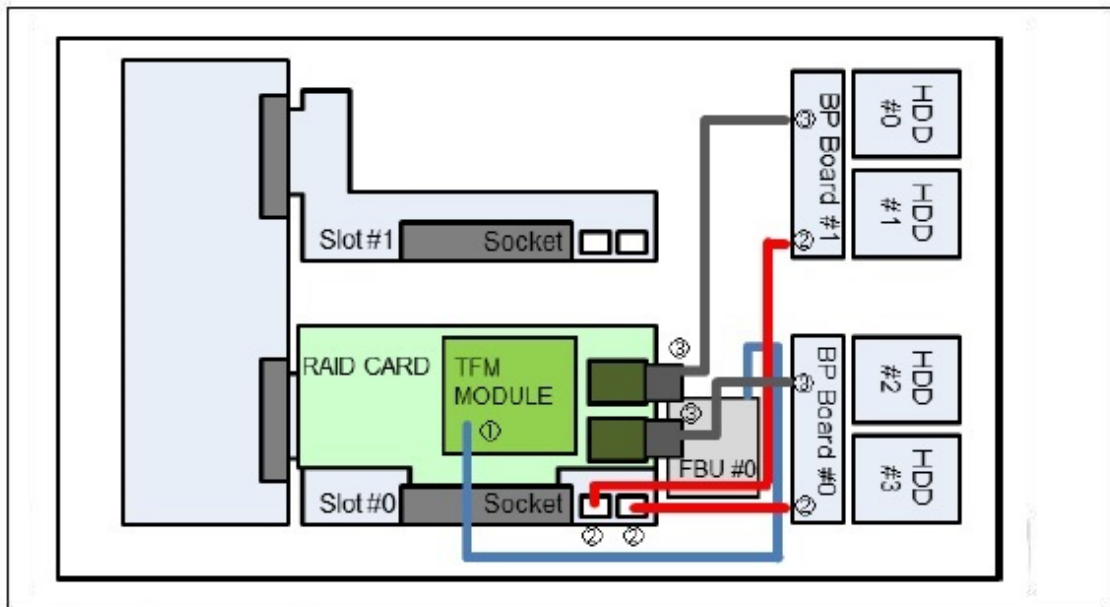 HDD
#0
BP Board #1
③
②
HDD
#1
Slot #1
Socket
RAID CARD
TFM
MODULE
①
③
③
FBU #0
BP Board #0
③
②
HDD
#2
HDD
#3
Slot #0
Socket
②
②